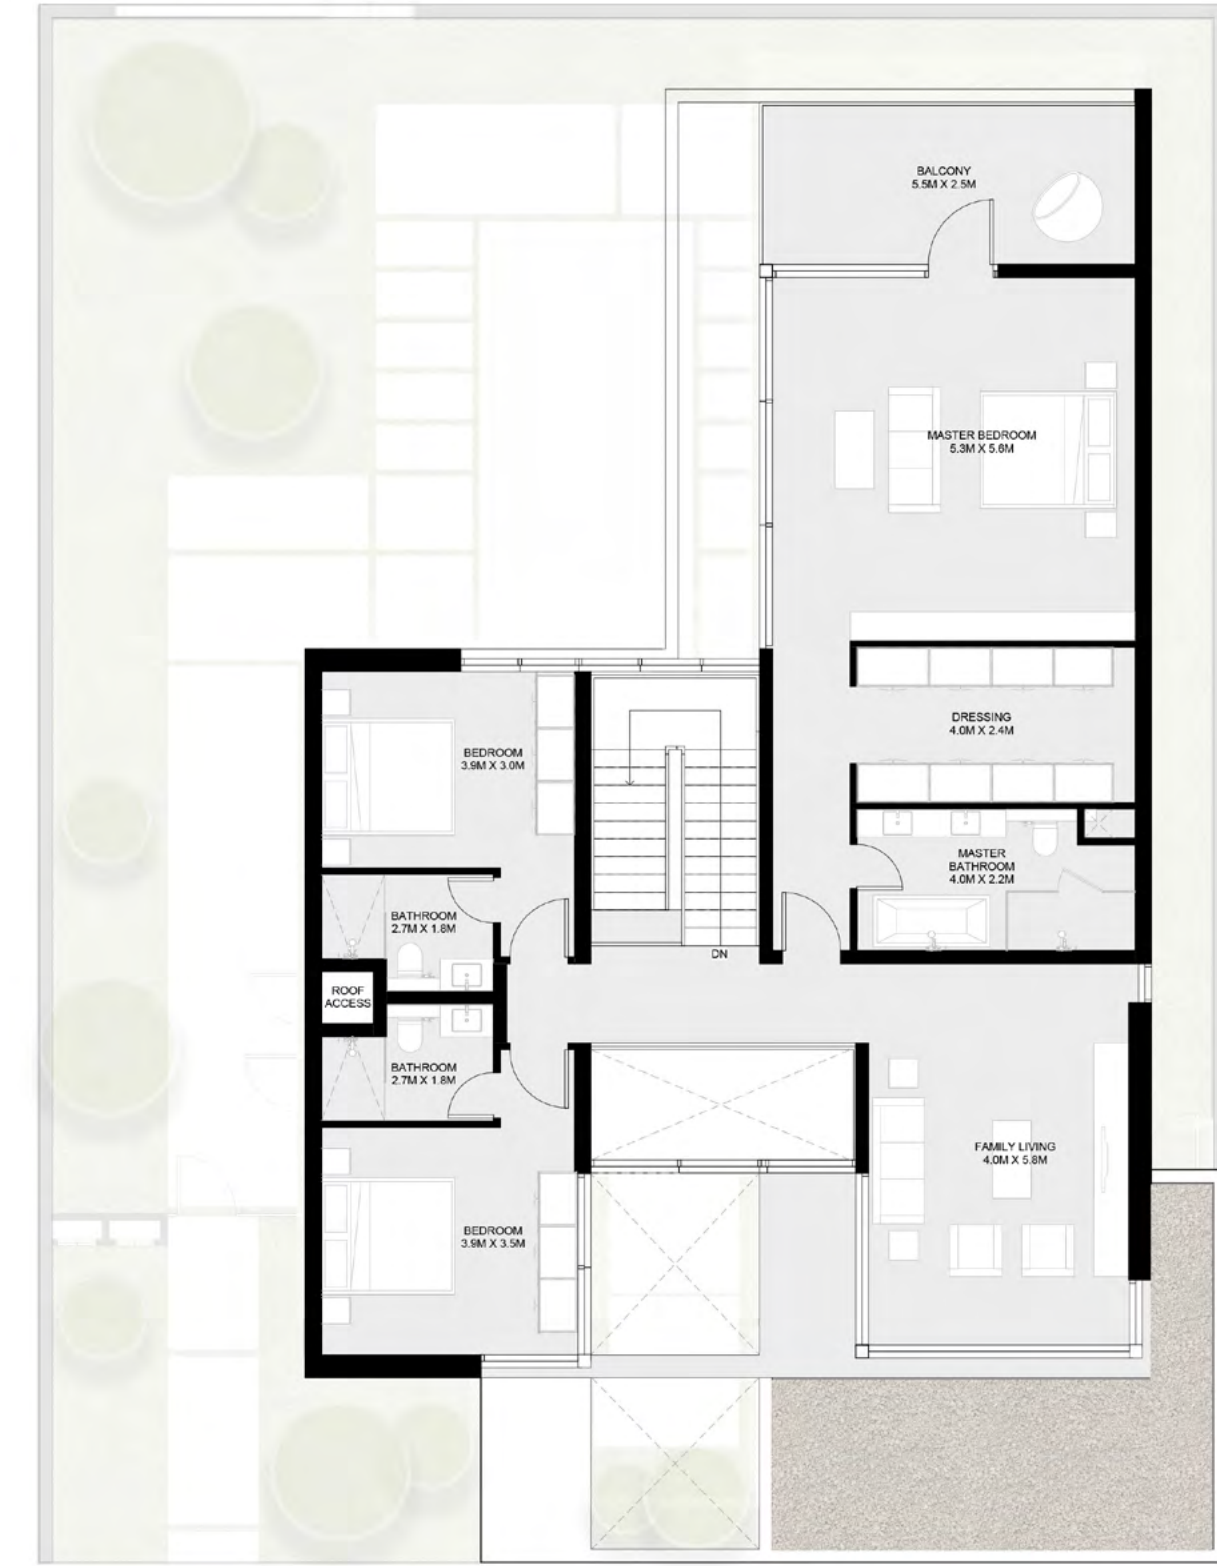 BALCONY
5.5M X 2.5M
MASTER BEDROOM
5.3M X 5.6M
DRESSING
4.0M X 2.4M
BEDROOM
3.9M X 3.0M
MASTER
BATHROOM
4.0M X 2.2M
BATHROOM
2.7M X 1.8M
DN
ROOF
ACCESS
BATHROOM
2.7M X 1.8M
FAMILY LIVING
4.0M X 5.8M
BEDROOM
3.9M X 3.5M